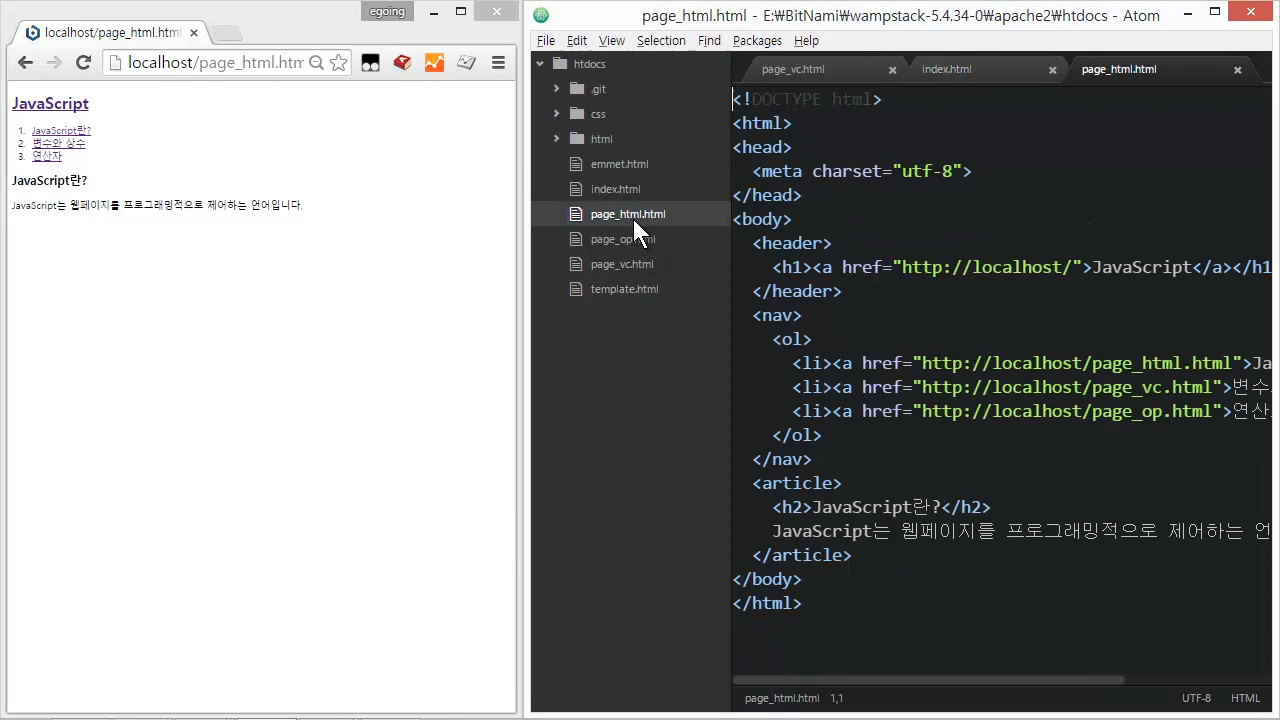 egoing
localhost/page_html.html
localhost/page_html.htm
JavaScript
1. JavaScript란?
2. 변수와 상수
3. 연산자
JavaScript란?
JavaScript는 웹페이지를 프로그래밍적으로 제어하는 언어입니다.
page_html.html - E:₩BitNami₩wampstack-5.4.34-0₩apache2₩htdocs - Atom
File Edit View Selection Find Packages Help
htdocs
.git
css
html
emmet.html
index.html
page_html.html
page_op.html
page_vc.html
template.html
page_vc.html index.html page_html.html
<!DOCTYPE html>
<html>
<head>
<meta charset="utf-8">
</head>
<body>
<header>
<h1><a href="http://localhost/">JavaScript</a></h1
</header>
<nav>
<ol>
<li><a href="http://localhost/page_html.html">Ja
<li><a href="http://localhost/page_vc.html">변수
<li><a href="http://localhost/page_op.html">연산
</ol>
</nav>
<article>
<h2>JavaScript란?</h2>
JavaScript는 웹페이지를 프로그래밍적으로 제어하는 언
</article>
</body>
</html>
page_html.html 1,1 UTF-8 HTML